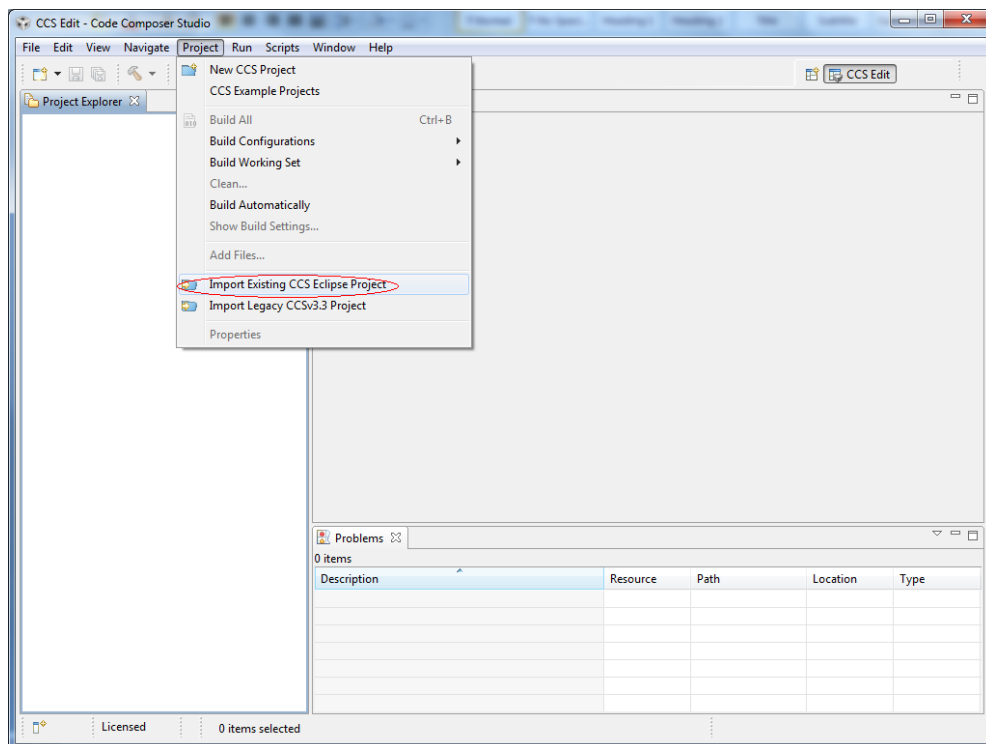 CCS Edit - Code Composer Studio
File Edit View Navigate Project Run Scripts Window Help
New CCS Project
CCS Edit
CCS Example Projects
Project Explorer
Build All Ctrl+B
Build Configurations
Build Working Set
Clean...
Build Automatically
Show Build Settings...
Add Files...
Import Existing CCS Eclipse Project
Import Legacy CCSv3.3 Project
Properties
Problems
0 items
Description Resource Path Location Type
Licensed 0 items selected